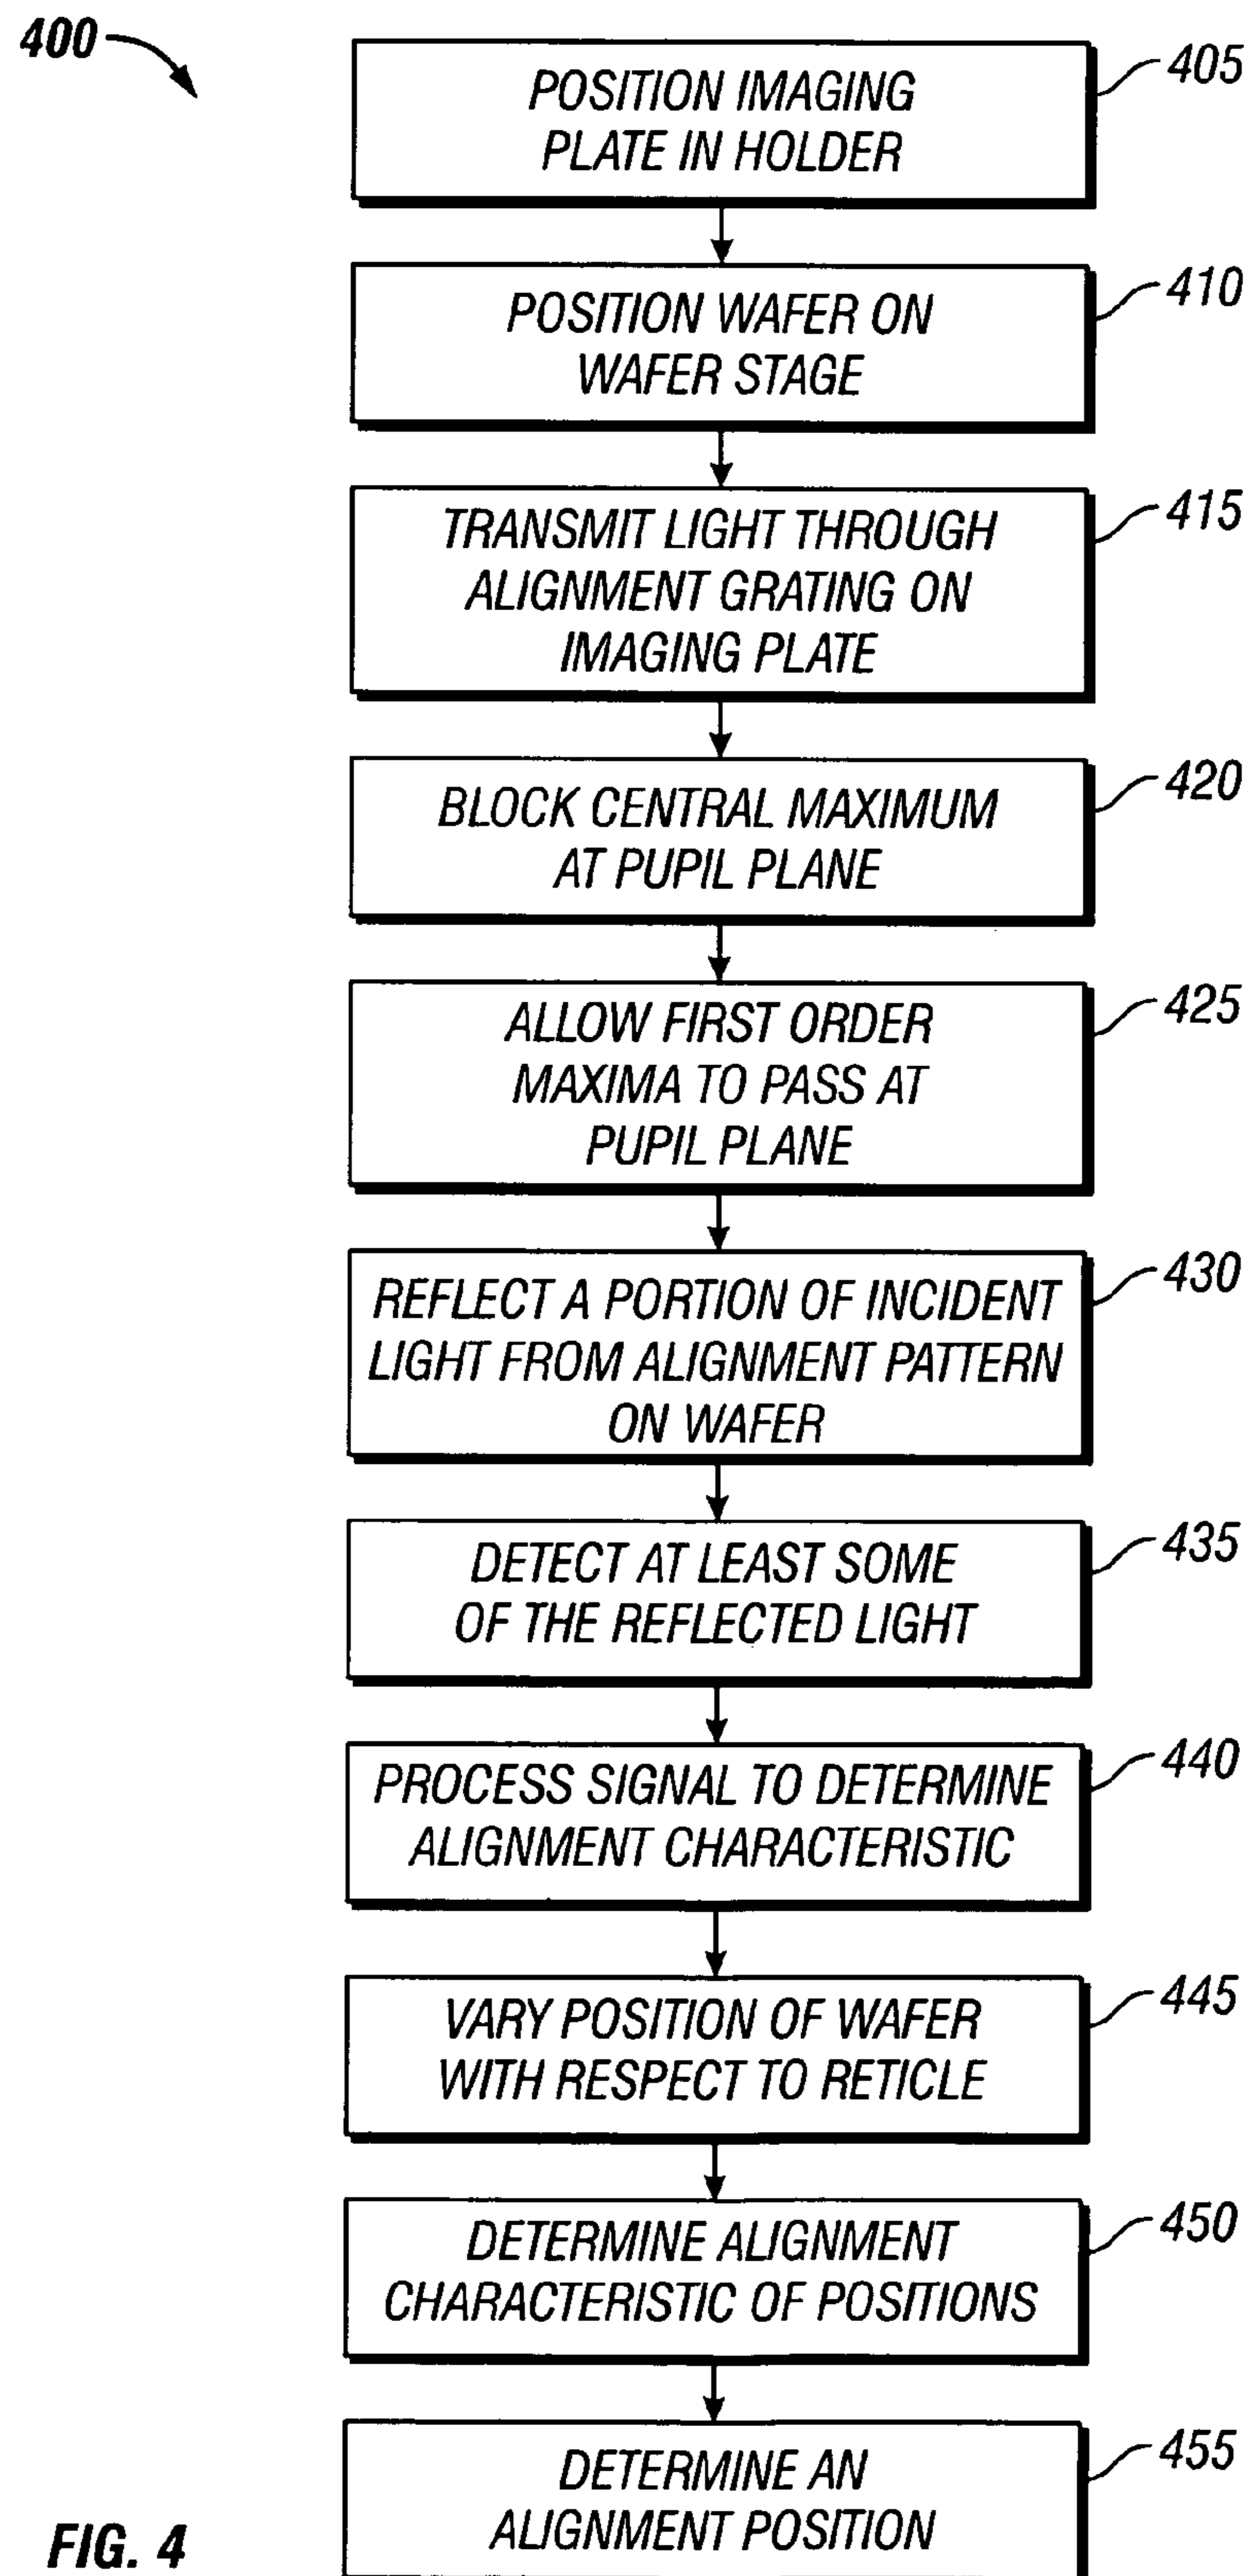 400
POSITION IMAGING
PLATE IN HOLDER
405
POSITION WAFER ON
WAFER STAGE
410
TRANSMIT LIGHT THROUGH
ALIGNMENT GRATING ON
IMAGING PLATE
415
BLOCK CENTRAL MAXIMUM
AT PUPIL PLANE
420
ALLOW FIRST ORDER
MAXIMA TO PASS AT
PUPIL PLANE
425
REFLECT A PORTION OF INCIDENT
LIGHT FROM ALIGNMENT PATTERN
ON WAFER
430
DETECT AT LEAST SOME
OF THE REFLECTED LIGHT
435
PROCESS SIGNAL TO DETERMINE
ALIGNMENT CHARACTERISTIC
440
VARY POSITION OF WAFER
WITH RESPECT TO RETICLE
445
DETERMINE ALIGNMENT
CHARACTERISTIC OF POSITIONS
450
DETERMINE AN
ALIGNMENT POSITION
455
FIG. 4